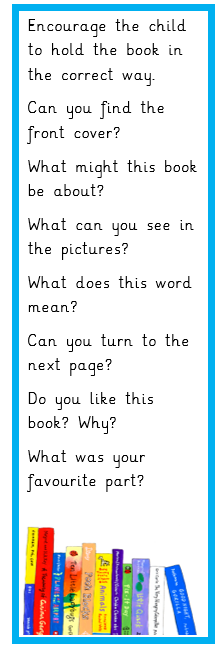 Encourage the child
to hold the book in
the correct way.
Can you find the
front cover?
What might this book
be about?
What can you see in
the pictures?
What does this word
mean?
Can you turn to the
next page?
Do you like this
book? Why?
What was your
favourite part?